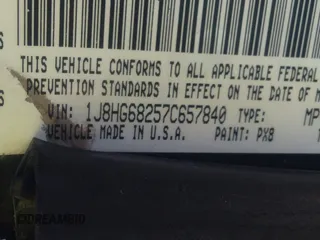 THIS VEHICLE CONFORMS TO ALL APPLICABLE FEDERAL
PREVENTION STANDARDS IN EFFECT ON THE DATE OF M
VIN: 1J8HG68257C657840 TYPE: MP
VEHICLE MADE IN U.S.A. PAINT: PX8